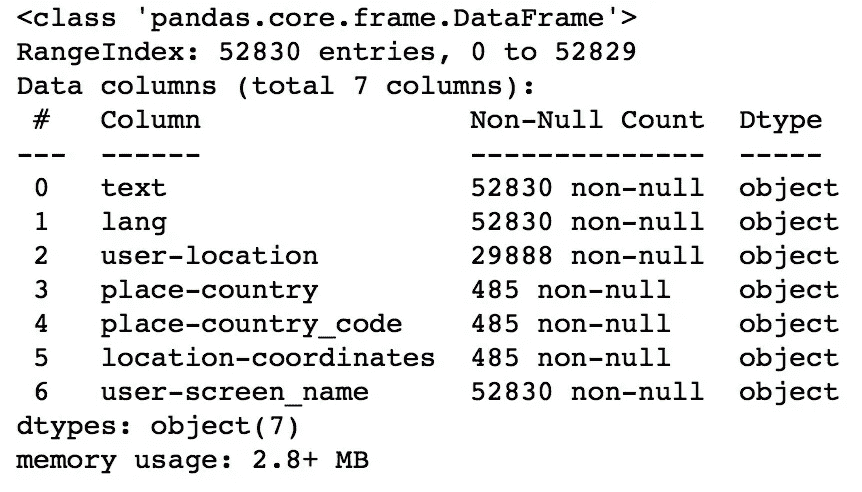 <class 'pandas.core.frame.DataFrame'>
RangeIndex: 52830 entries, 0 to 52829
Data columns (total 7 columns):
 #   Column                Non-Null Count  Dtype
---  ------                --------------  -----
 0   text                  52830 non-null  object
 1   lang                  52830 non-null  object
 2   user-location         29888 non-null  object
 3   place-country         485 non-null    object
 4   place-country_code    485 non-null    object
 5   location-coordinates  485 non-null    object
 6   user-screen_name      52830 non-null  object
dtypes: object(7)
memory usage: 2.8+ MB